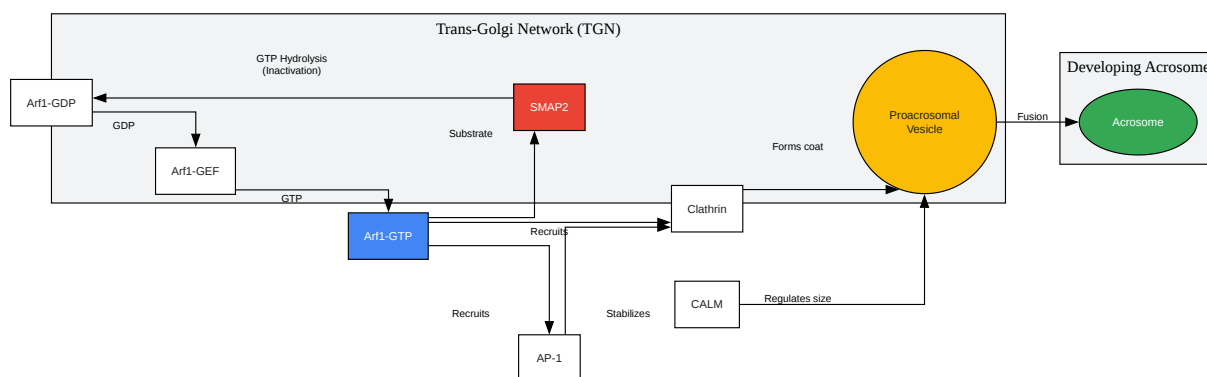 Trans-Golgi Network (TGN)
GTP Hydrolysis
(Inactivation)
Developing Acrosome
Arf1-GDP
SMAP2
Proacrosomal
Vesicle
Fusion
Acrosome
GDP
Substrate
Forms coat
Arf1-GEF
GTP
Clathrin
Arf1-GTP
Recruits
CALM
Regulates size
Recruits
Stabilizes
AP-1